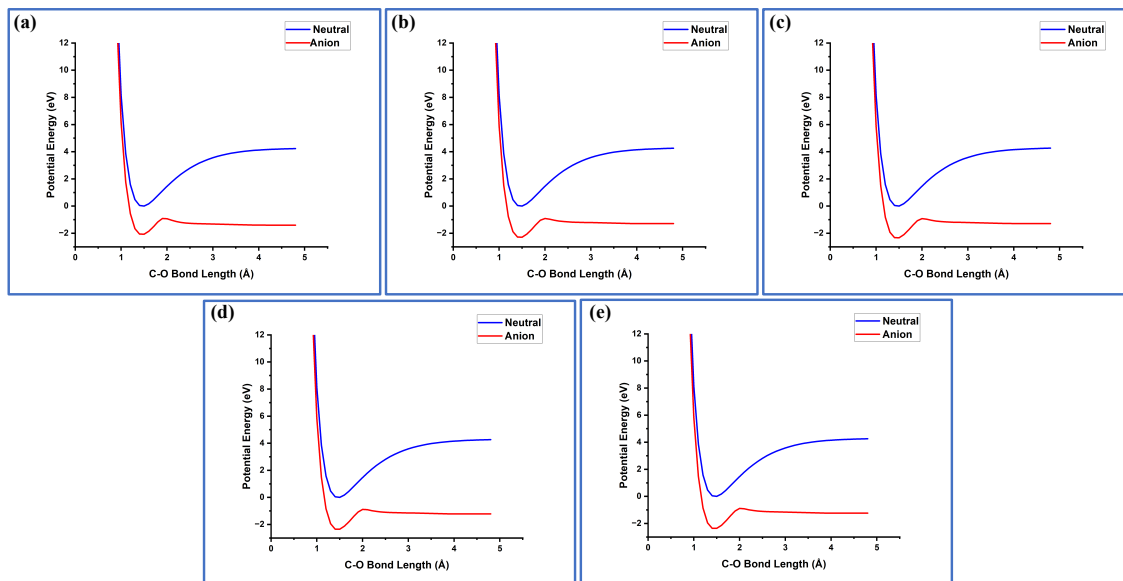 (a)
Neutral
Anion
12
10
8
6
4
2
0
−2
Potential Energy (eV)
0 1 2 3 4 5
C-O Bond Length (Å)
(b)
Neutral
Anion
12
10
8
6
4
2
0
−2
Potential Energy (eV)
0 1 2 3 4 5
C-O Bond Length (Å)
(c)
Neutral
Anion
12
10
8
6
4
2
0
−2
Potential Energy (eV)
0 1 2 3 4 5
C-O Bond Length (Å)
(d)
Neutral
Anion
12
10
8
6
4
2
0
−2
Potential Energy (eV)
0 1 2 3 4 5
C-O Bond Length (Å)
(e)
Neutral
Anion
12
10
8
6
4
2
0
−2
Potential Energy (eV)
0 1 2 3 4 5
C-O Bond Length (Å)